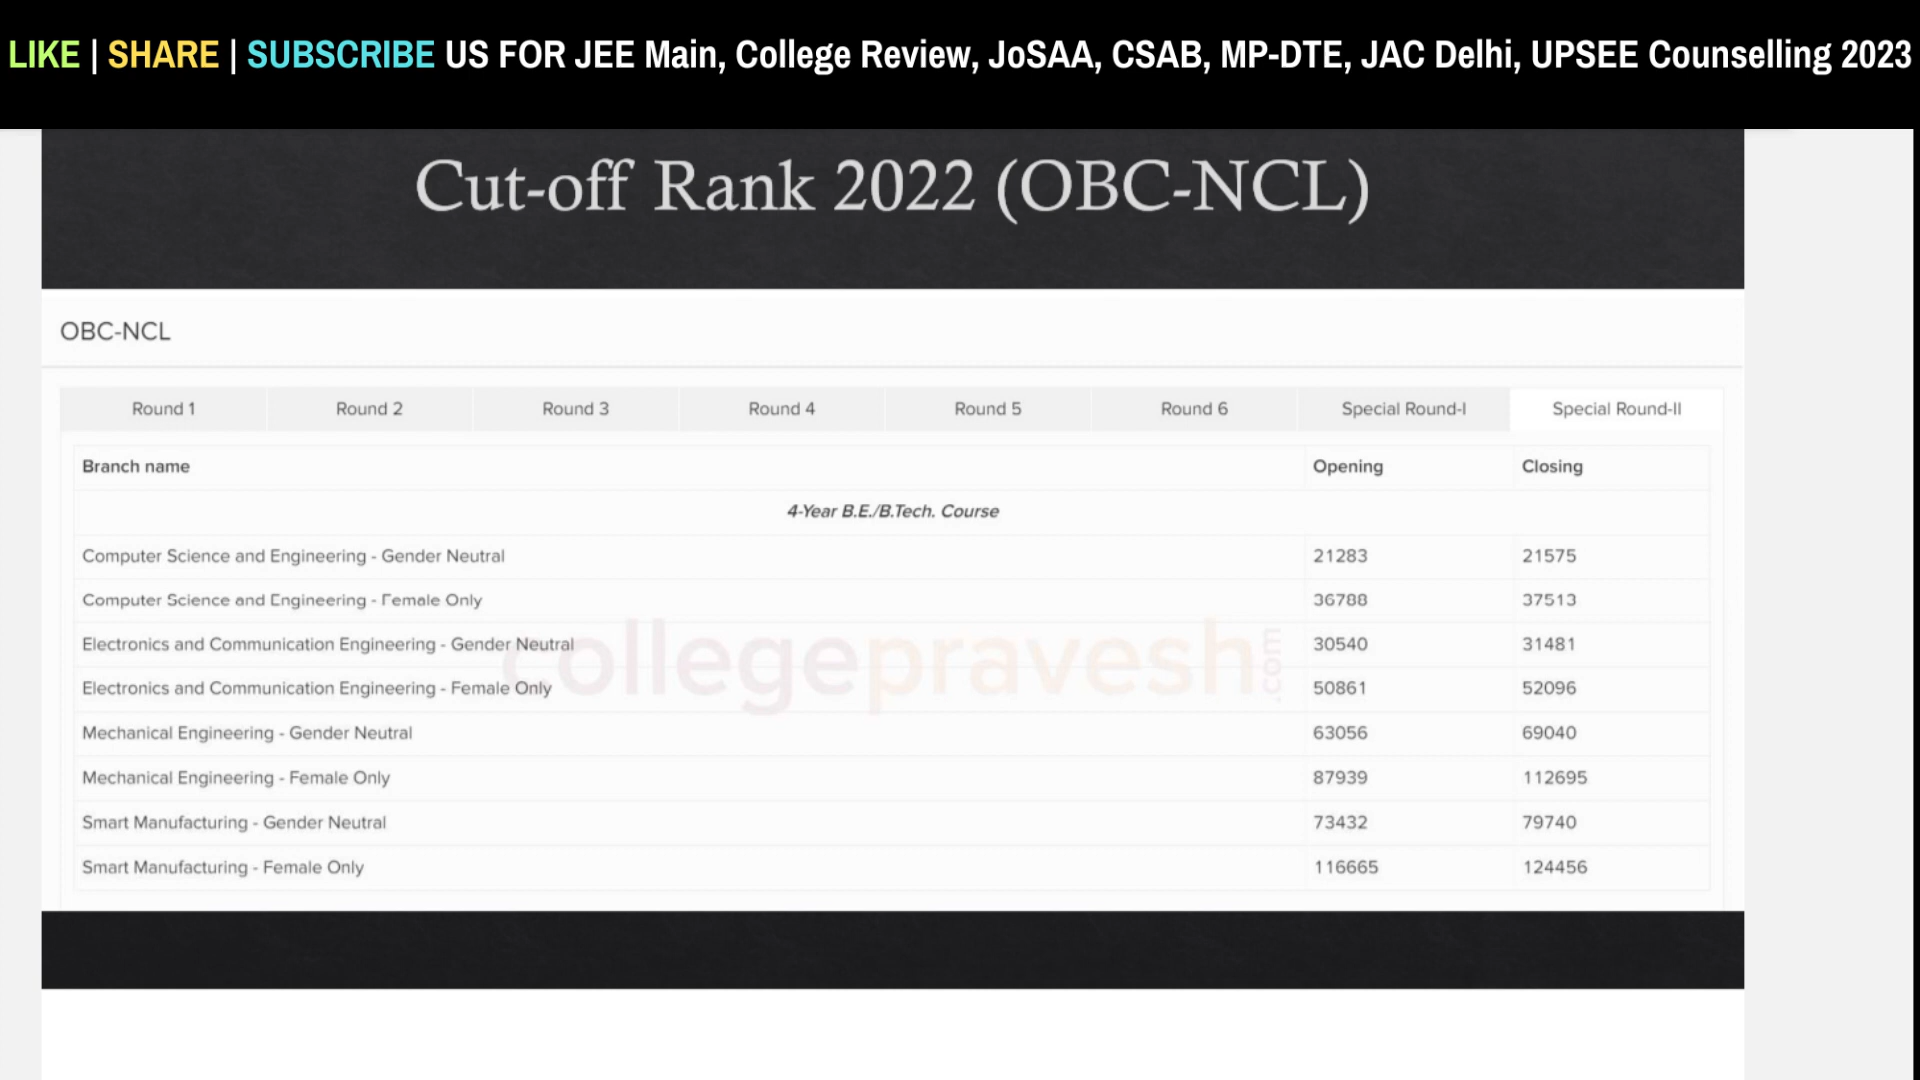 LIKE | SHARE | SUBSCRIBE US FOR JEE Main, College Review, JoSAA, CSAB, MP-DTE, JAC Delhi, UPSEE Counselling 2023
Cut-off Rank 2022 (OBC-NCL)
OBC-NCL
Round 1 Round 2 Round 3 Round 4 Round 5 Round 6 Special Round-I Special Round-II
Branch name Opening Closing
4-Year B.E./B.Tech. Course
Computer Science and Engineering - Gender Neutral 21283 21575
Computer Science and Engineering - Female Only 36788 37513
Electronics and Communication Engineering - Gender Neutral 30540 31481
Electronics and Communication Engineering - Female Only 50861 52096
Mechanical Engineering - Gender Neutral 63056 69040
Mechanical Engineering - Female Only 87939 112695
Smart Manufacturing - Gender Neutral 73432 79740
Smart Manufacturing - Female Only 116665 124456
collegepravesh.com